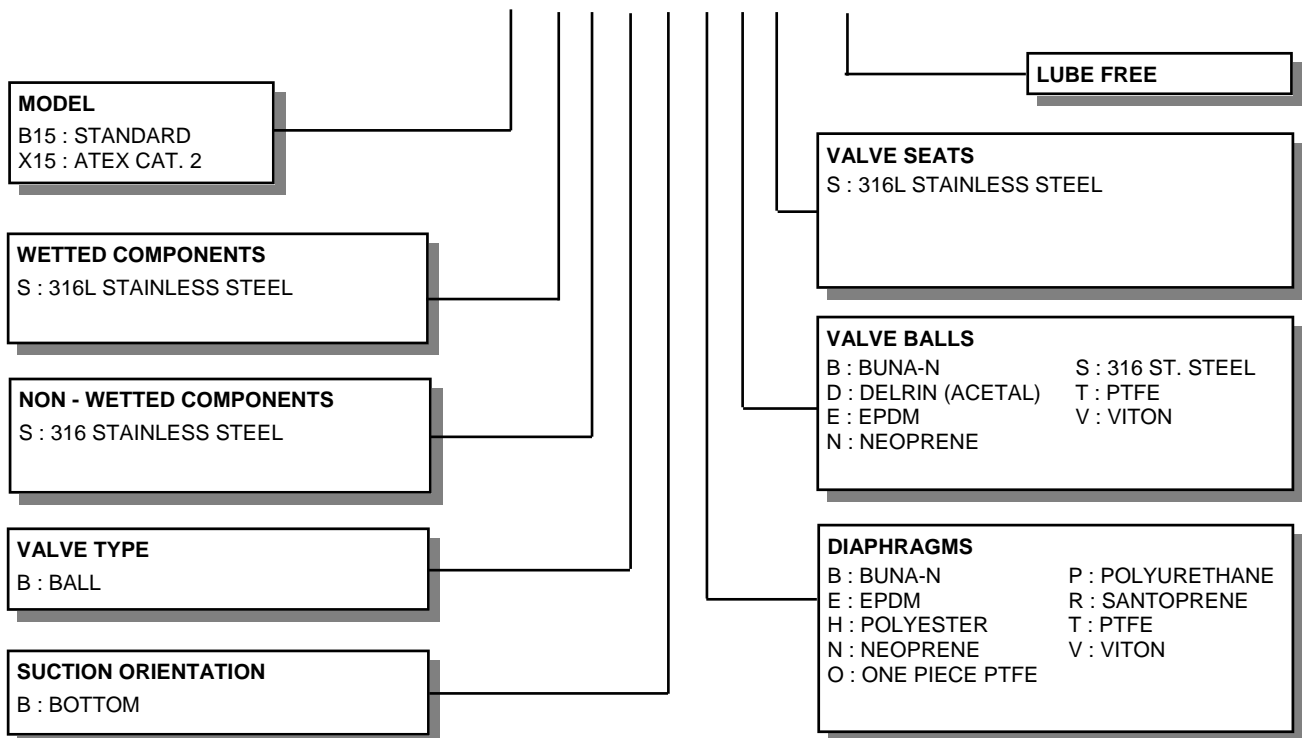 MODEL
B15 : STANDARD
X15 : ATEX CAT. 2
WETTED COMPONENTS
S : 316L STAINLESS STEEL
NON - WETTED COMPONENTS
S : 316 STAINLESS STEEL
VALVE TYPE
B : BALL
SUCTION ORIENTATION
B : BOTTOM
LUBE FREE
VALVE SEATS
S : 316L STAINLESS STEEL
VALVE BALLS
B : BUNA-N
D : DELRIN (ACETAL)
E : EPDM
N : NEOPRENE
S : 316 ST. STEEL
T : PTFE
V : VITON
DIAPHRAGMS
B : BUNA-N
E : EPDM
H : POLYESTER
N : NEOPRENE
O : ONE PIECE PTFE
P : POLYURETHANE
R : SANTOPRENE
T : PTFE
V : VITON